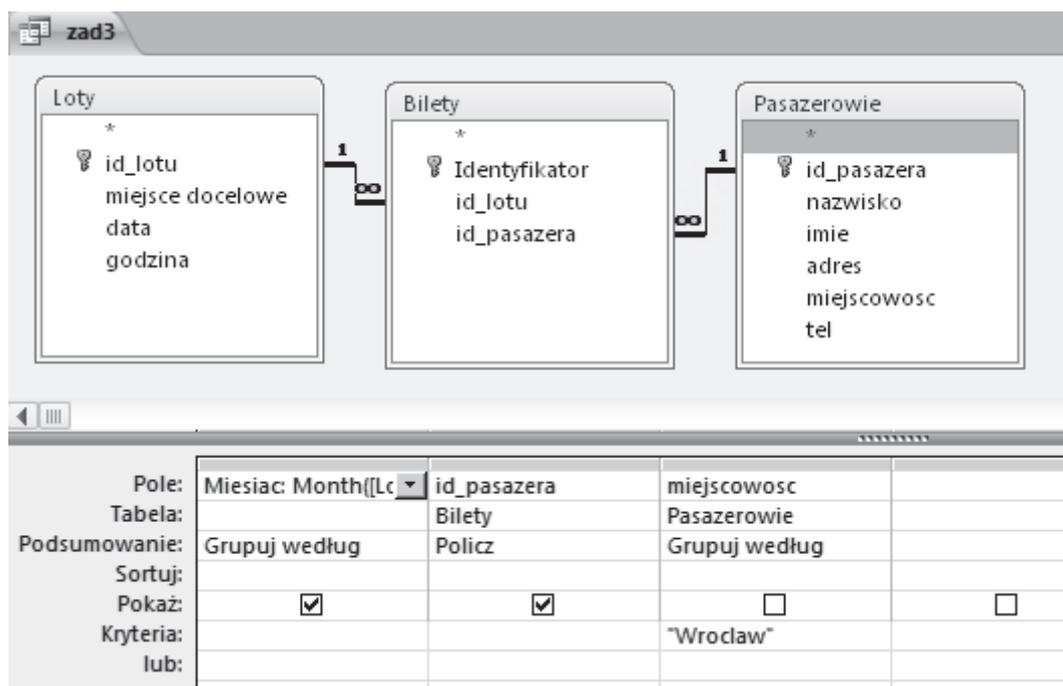 zad3
Loty
*
id_lotu
miejsce docelowe
data
godzina
1
∞
Bilety
*
Identyfikator
id_lotu
id_pasazera
1
∞
Pasazerowie
*
id_pasazera
nazwisko
imie
adres
miejscowosc
tel
Pole: Miesiac: Month([Lc id_pasazera miejscowosc
Tabela: Bilety Pasazerowie
Podsumowanie: Grupuj według Policz Grupuj według
Sortuj:
Pokaż:
Kryteria: "Wroclaw"
lub: